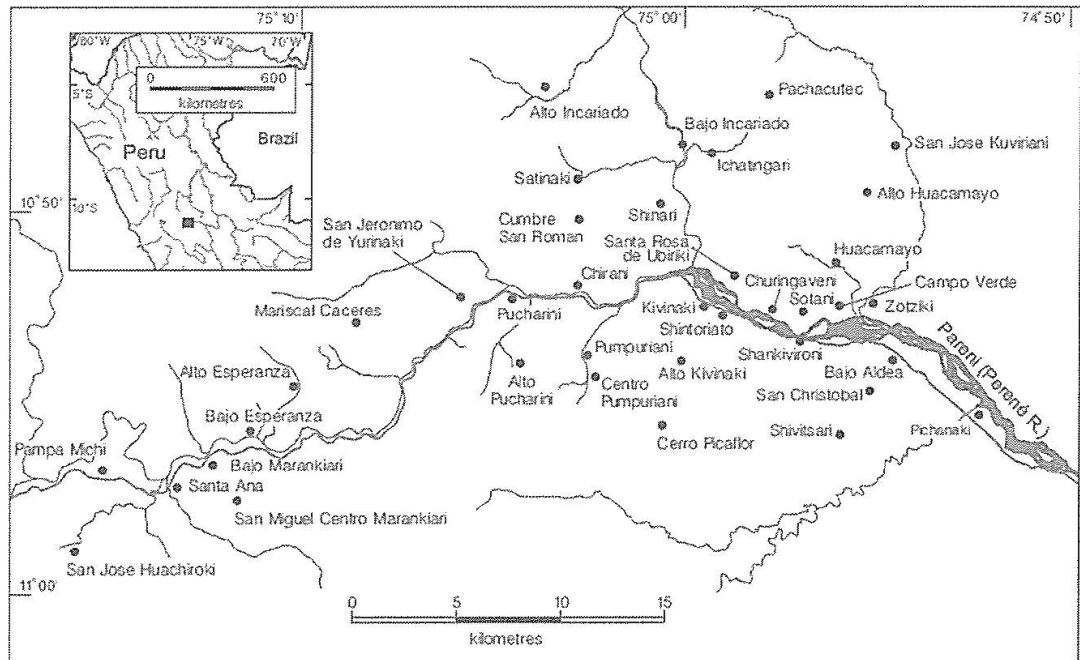 75°10'
75°00'
74°50'
80°W
75°W
70°W
0
600
kilometres
5°S
Brazil
Peru
10°S
10°50'
11°00'
Alto Incariado
Pachacutec
Bajo Incariado
Ichatngari
San Jose Kuviriani
Satinaki
Alto Huacamayo
Shinari
Cumbre
San Roman
San Jeronimo
de Yurinaki
Santa Rosa
de Ubiriki
Huacamayo
Chirani
Churingaveni
Sotani
Campo Verde
Zotziki
Mariscal Caceres
Pucharini
Kivinaki
Shintoriato
Shankivironi
Pumpuriani
Alto Kivinaki
Bajo Aldea
Alto
Pucharini
Centro
Pumpuriani
San Christobal
Pareni (Perené R.)
Alto Esperanza
Bajo Esperanza
Cerro Picaflor
Shivitsari
Pichanaki
Pampa Michi
Bajo Marankiari
Santa Ana
San Miguel Centro Marankiari
San Jose Huachiroki
0
5
10
15
kilometres